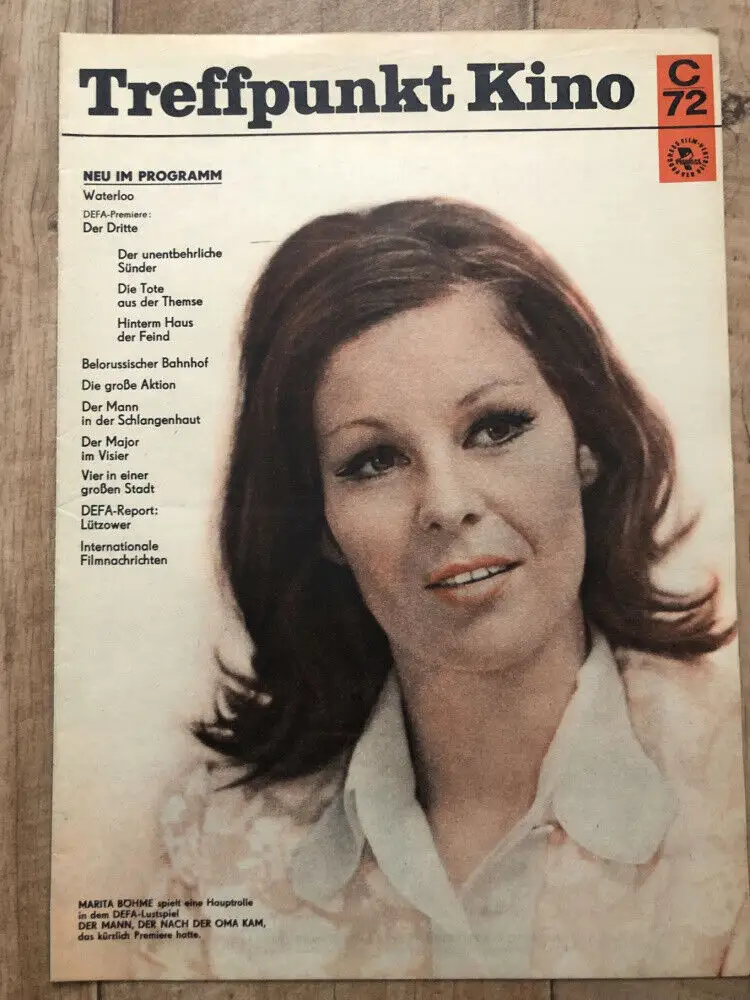 Treffpunkt Kino
C
72
NEU IM PROGRAMM
Waterloo
DEFA-Premiere:
Der Dritte
Der unentbehrliche
Sünder
Die Tote
aus der Themse
Hinterm Haus
der Feind
Belorussischer Bahnhof
Die große Aktion
Der Mann
in der Schlangenhaut
Der Major
im Visier
Vier in einer
großen Stadt
DEFA-Report:
Lützower
Internationale
Filmnachrichten
MARITA BÖHME spielt eine Hauptrolle
in dem DEFA-Lustspiel
DER MANN, DER NACH DER OMA KAM,
das kürzlich Premiere hatte.